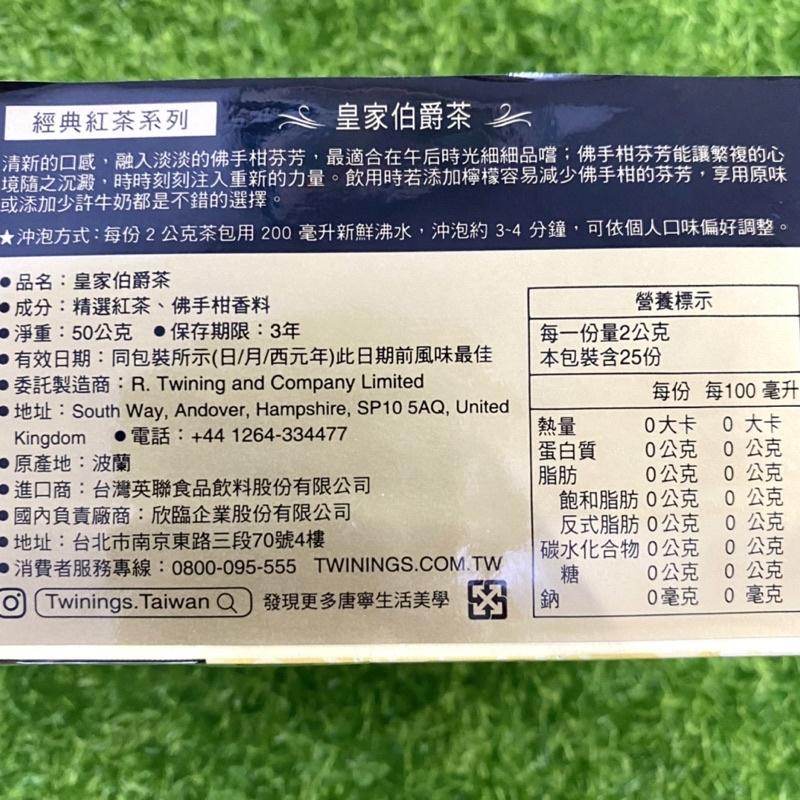 經典紅茶系列
皇家伯爵茶
清新的口感，融入淡淡的佛手柑芬芳，最適合在午后時光細細品嚐；佛手柑芬芳能讓繁複的心
境隨之沉澱，時時刻刻注入重新的力量。飲用時若添加檸檬容易減少佛手柑的芬芳，享用原味
或添加少許牛奶都是不錯的選擇。
★沖泡方式：每份 2 公克茶包用 200 毫升新鮮沸水，沖泡約 3-4 分鐘，可依個人口味偏好調整。
●品名：皇家伯爵茶
●成分：精選紅茶、佛手柑香料
●淨重：50公克 ●保存期限：3年
●有效日期：同包裝所示(日/月/西元年)此日期前風味最佳
●委託製造商：R. Twining and Company Limited
●地址：South Way, Andover, Hampshire, SP10 5AQ, United
Kingdom ●電話：+44 1264-334477
●原產地：波蘭
●進口商：台灣英聯食品飲料股份有限公司
●國內負責廠商：欣臨企業股份有限公司
●地址：台北市南京東路三段70號4樓
●消費者服務專線：0800-095-555 TWININGS.COM.TW
Twinings.Taiwan 發現更多唐寧生活美學
營養標示
每一份量2公克
本包裝含25份
每份 每100 毫升
熱量 0大卡 0 大卡
蛋白質 0公克 0 公克
脂肪 0公克 0 公克
飽和脂肪 0公克 0 公克
反式脂肪 0公克 0 公克
碳水化合物 0公克 0 公克
糖 0公克 0 公克
鈉 0毫克 0 毫克